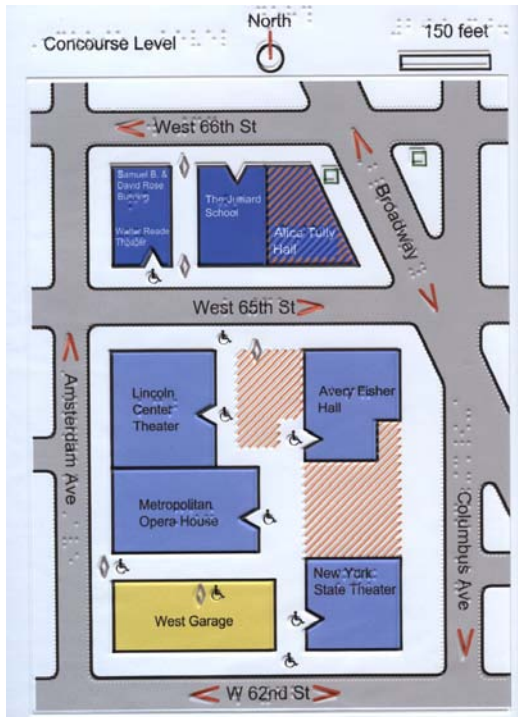 North
Concourse Level
150 feet
West 66th St
Samuel B. &
David Rose
Building
Walter Reade
Theater
The Juilliard
School
Alice Tully
Hall
Broadway
West 65th St
Amsterdam Ave
Lincoln
Center
Theater
Avery Fisher
Hall
Metropolitan
Opera House
Columbus Ave
New York
State Theater
West Garage
W 62nd St